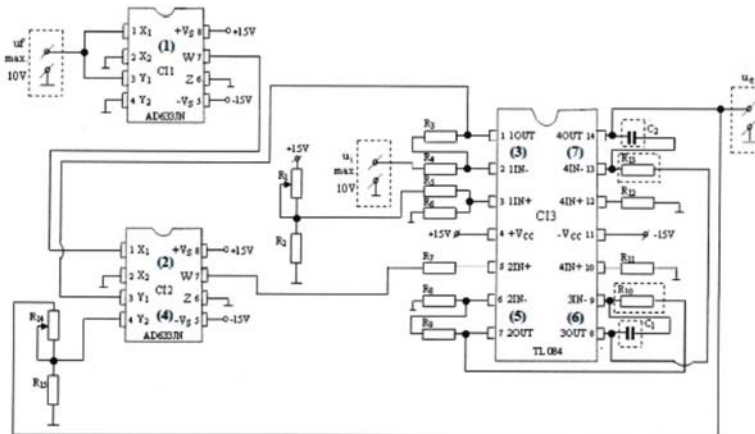 uf
max
10V
1 X₁
+Vₛ 8
+15V
(1)
2 X₂
W 7
CI1
3 Y₁
Z 6
4 Y₂
-Vₛ 5
-15V
AD633JN
1 X₁
+Vₛ 8
+15V
(2)
2 X₂
W 7
CI2
3 Y₁
Z 6
4 Y₂
(4)
-Vₛ 5
-15V
AD633JN
R₁₄
R₁₅
+15V
R₁
R₂
uᵢ
max
10V
R₃
R₄
R₅
R₆
+15V
R₇
R₈
R₉
1 1OUT
4OUT 14
(3)
(7)
2 1IN-
4IN- 13
3 1IN+
4IN+ 12
CI3
4 +Vcc
-Vcc 11
5 2IN+
4IN+ 10
6 2IN-
3IN- 9
(5)
(6)
7 2OUT
3OUT 8
TL084
C₂
R₁₃
R₁₂
-15V
R₁₁
R₁₀
C₁